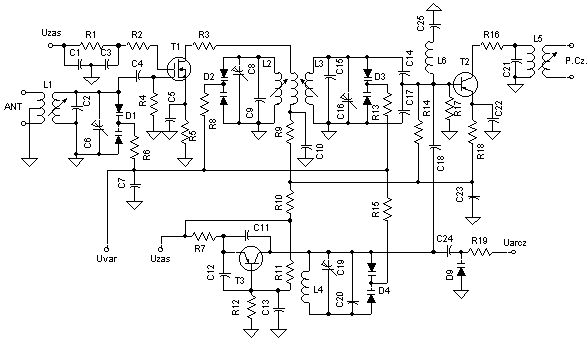 C25
Uzas
R1
R2
T1
R3
R16
L5
C1
C3
L2
L3
C14
L6
T2
C21
P.Cz.
L1
C4
D2
C8
C15
D3
ANT
C2
R4
C5
R5
R8
C9
C16
R13
C17
R14
R17
C22
D1
C6
R6
R9
C10
C18
R18
C7
R10
R15
C23
Uvar
Uzas
R7
C11
C24
R19
Uarcz
C12
T3
R11
L4
C19
D4
D9
R12
C13
C20